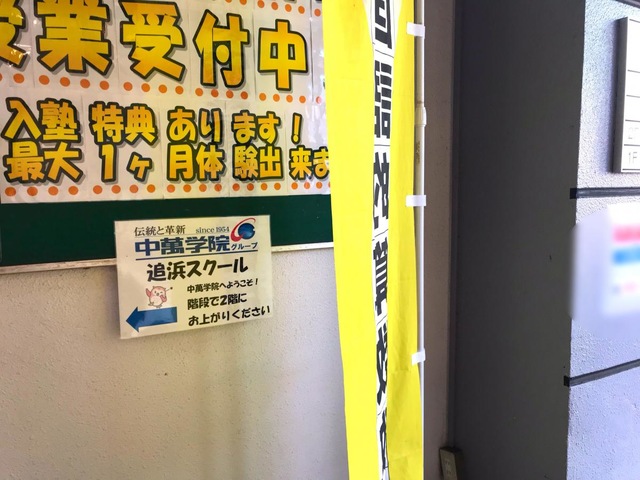 授業受付中
入塾特典あります!
最大1ヶ月体験出来ま
伝統と革新 since 1954
中萬学院グループ
追浜スクール
中萬学院へようこそ!
階段で2階に
お上がりください